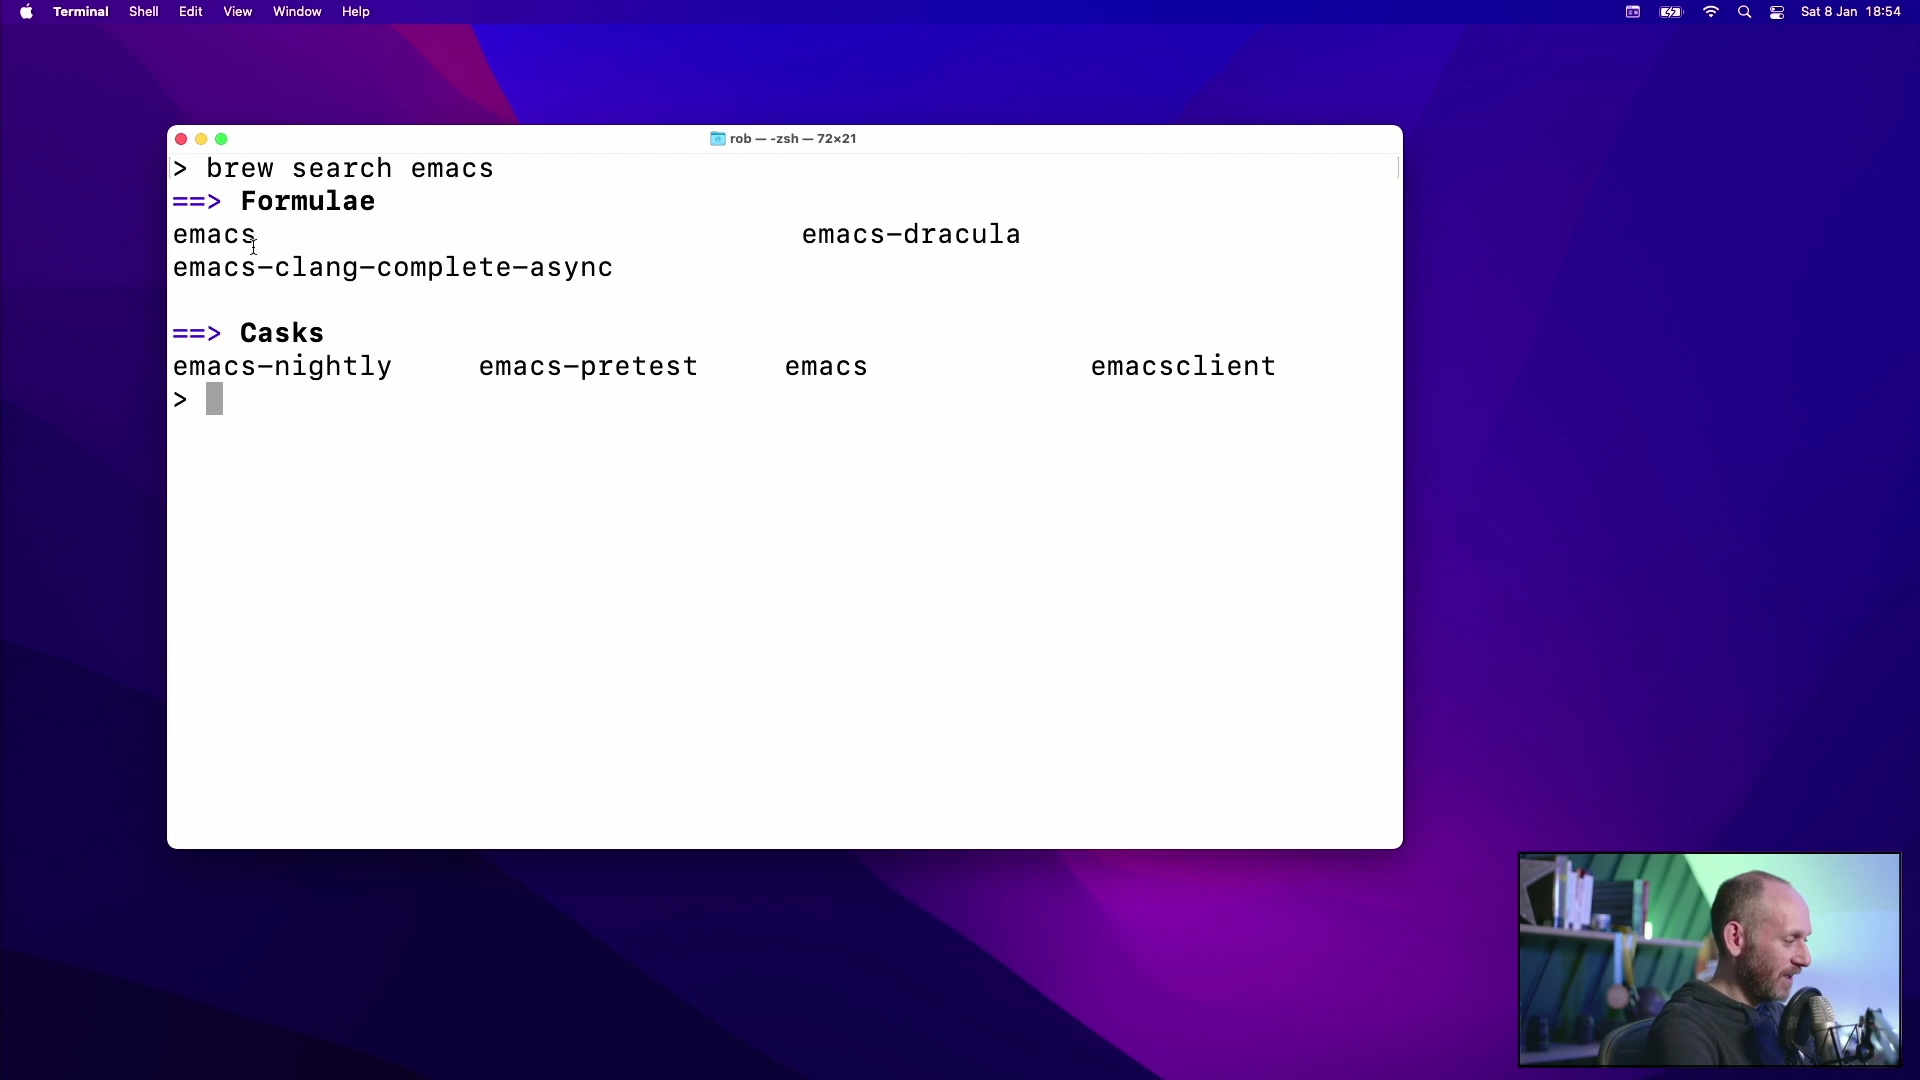 Terminal Shell Edit View Window Help Sat 8 Jan 18:54
rob — -zsh — 72×21
> brew search emacs
==> Formulae
emacs emacs-dracula
emacs-clang-complete-async
==> Casks
emacs-nightly emacs-pretest emacs emacsclient
>